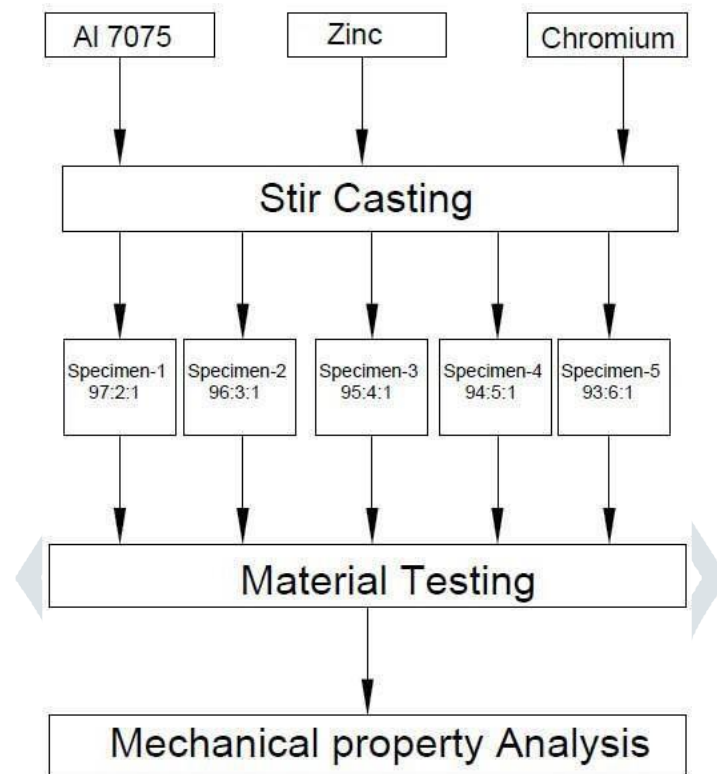 Al 7075
Zinc
Chromium
Stir Casting
Specimen-1
97:2:1
Specimen-2
96:3:1
Specimen-3
95:4:1
Specimen-4
94:5:1
Specimen-5
93:6:1
Material Testing
Mechanical property Analysis